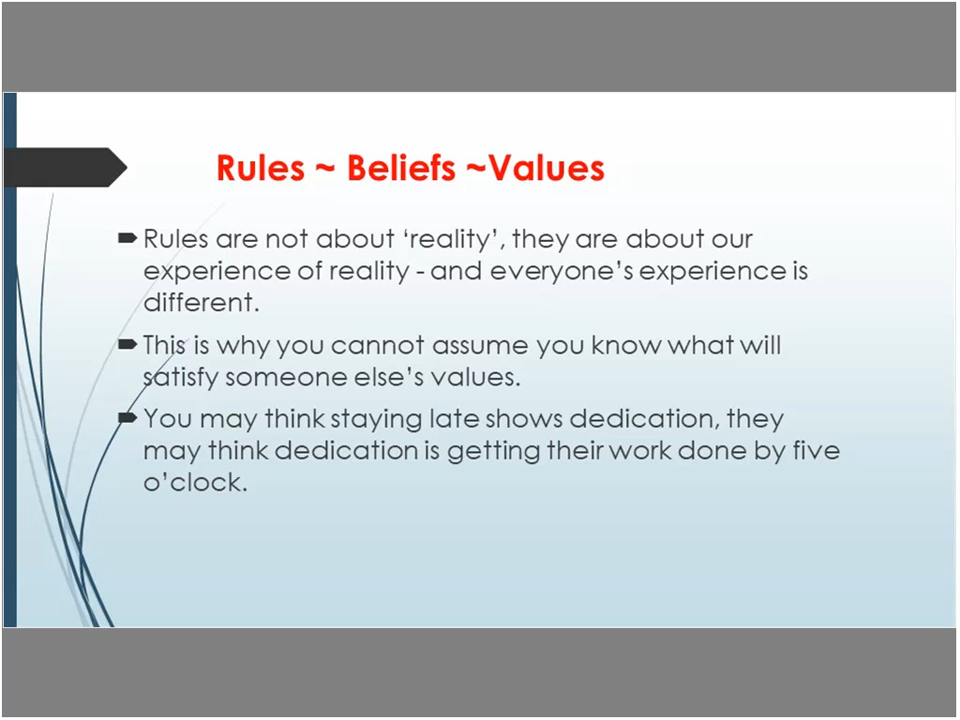 Rules ~ Beliefs ~Values
Rules are not about ‘reality’, they are about our
experience of reality - and everyone’s experience is
different.
This is why you cannot assume you know what will
satisfy someone else’s values.
You may think staying late shows dedication, they
may think dedication is getting their work done by five
o’clock.